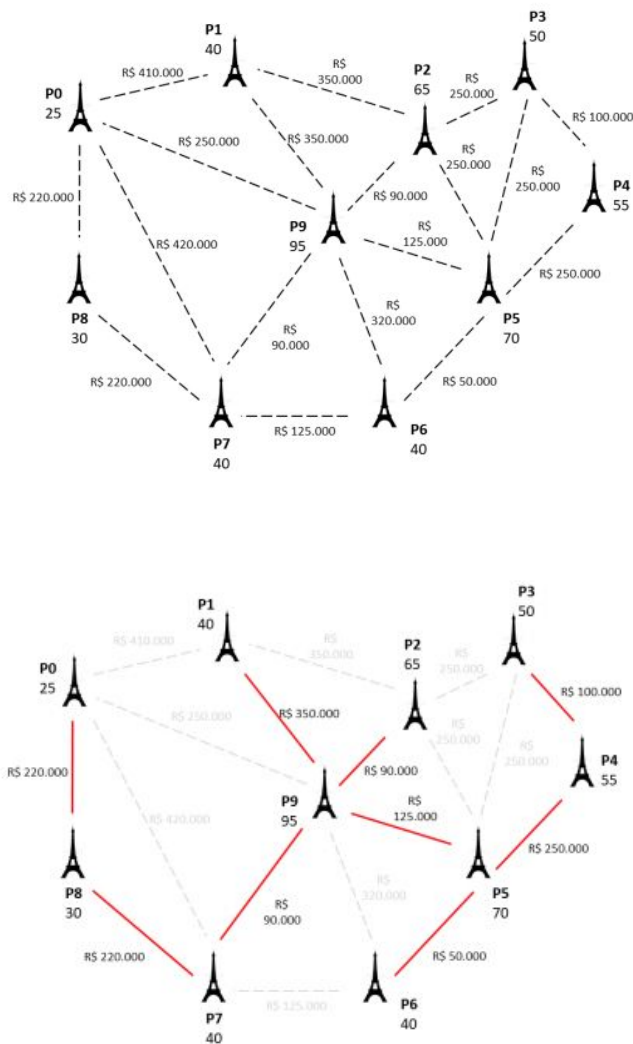 P1
40
P3
50
R$ 410.000
R$
350.000
P2
65
R$
250.000
P0
25
R$ 100.000
R$ 250.000
R$ 350.000
R$
250.000
R$
250.000
P4
55
R$ 220.000
R$ 90.000
P9
95
R$
125.000
R$ 420.000
R$ 250.000
P8
30
R$
320.000
P5
70
R$
90.000
R$ 220.000
R$ 50.000
R$ 125.000
P7
40
P6
40
P1
40
P3
50
R$ 410.000
R$
350.000
P2
65
R$
250.000
P0
25
R$ 100.000
R$ 250.000
R$ 350.000
R$
250.000
R$
250.000
P4
55
R$ 220.000
R$ 90.000
P9
95
R$
125.000
R$ 420.000
R$ 250.000
P8
30
R$
320.000
P5
70
R$
90.000
R$ 220.000
R$ 50.000
R$ 125.000
P7
40
P6
40